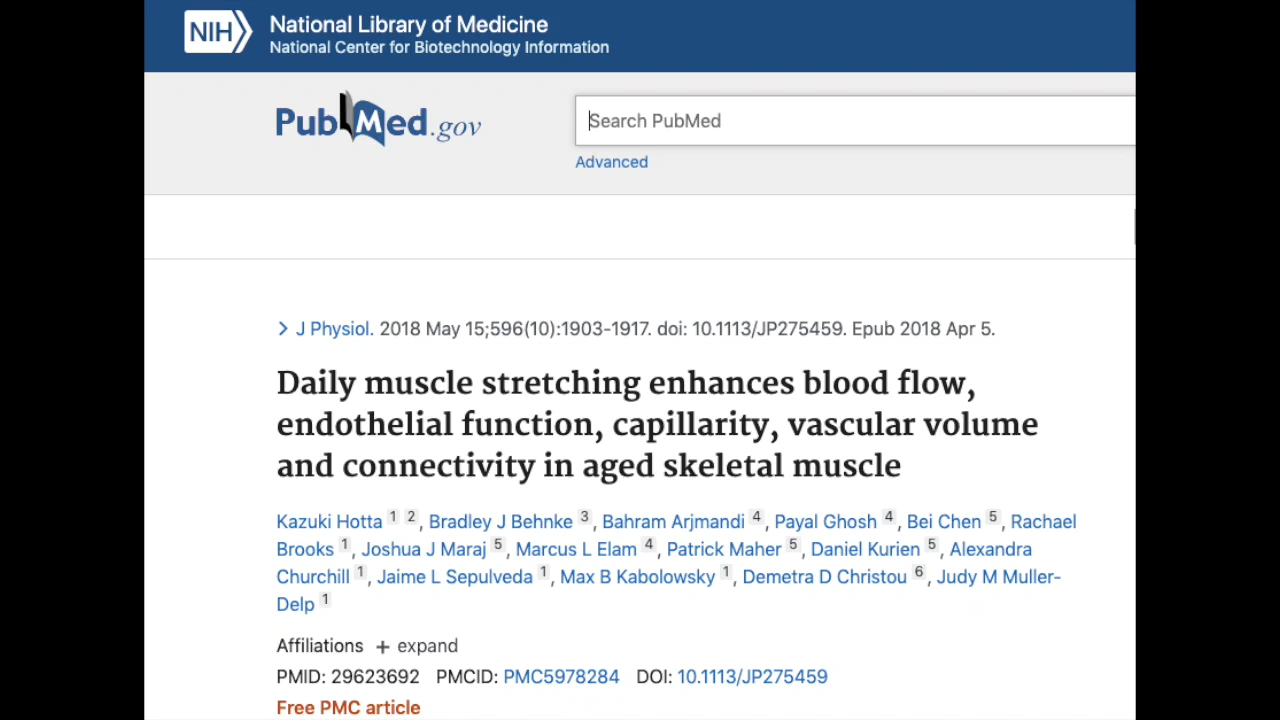 NIH
National Library of Medicine
National Center for Biotechnology Information
PubMed.gov
Search PubMed
Advanced
J Physiol. 2018 May 15;596(10):1903-1917. doi: 10.1113/JP275459. Epub 2018 Apr 5.
Daily muscle stretching enhances blood flow,
endothelial function, capillarity, vascular volume
and connectivity in aged skeletal muscle
Kazuki Hotta 1 2, Bradley J Behnke 3, Bahram Arjmandi 4, Payal Ghosh 4, Bei Chen 5, Rachael
Brooks 1, Joshua J Maraj 5, Marcus L Elam 4, Patrick Maher 5, Daniel Kurien 5, Alexandra
Churchill 1, Jaime L Sepulveda 1, Max B Kabolowsky 1, Demetra D Christou 6, Judy M Muller-
Delp 1
Affiliations + expand
PMID: 29623692 PMCID: PMC5978284 DOI: 10.1113/JP275459
Free PMC article